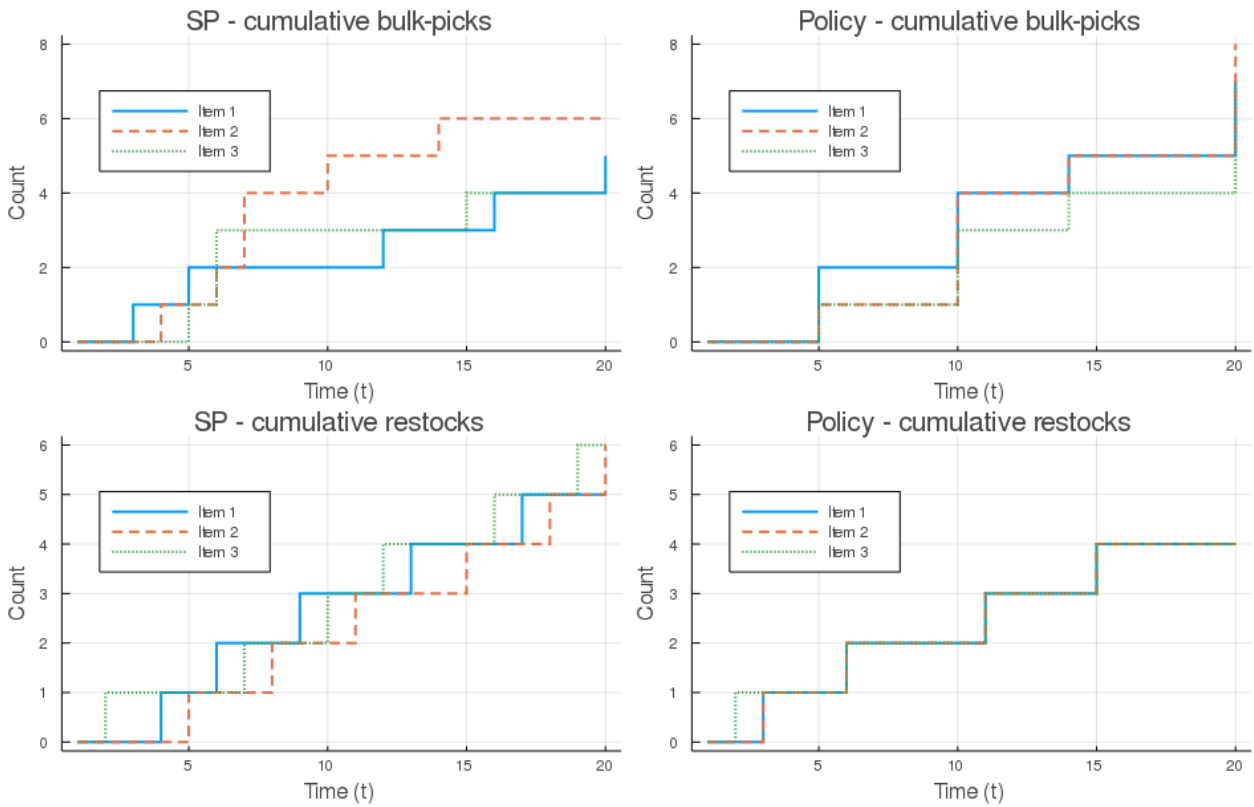 SP - cumulative bulk-picks
8
6
4
2
0
Count
Item 1
Item 2
Item 3
5
10
15
20
Time (t)
Policy - cumulative bulk-picks
8
6
4
2
0
Count
Item 1
Item 2
Item 3
5
10
15
20
Time (t)
SP - cumulative restocks
6
5
4
3
2
1
0
Count
Item 1
Item 2
Item 3
5
10
15
20
Time (t)
Policy - cumulative restocks
6
5
4
3
2
1
0
Count
Item 1
Item 2
Item 3
5
10
15
20
Time (t)